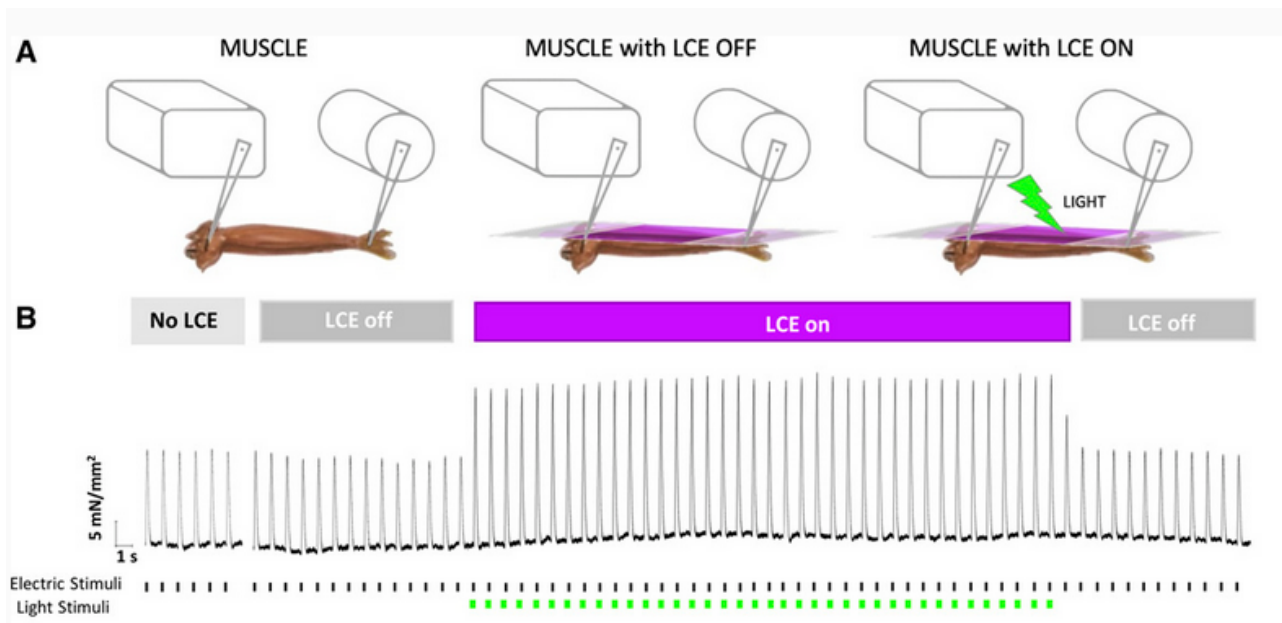 A
MUSCLE
MUSCLE with LCE OFF
MUSCLE with LCE ON
LIGHT
B
No LCE
LCE off
LCE on
LCE off
5 mN/mm²
1 s
Electric Stimuli
Light Stimuli